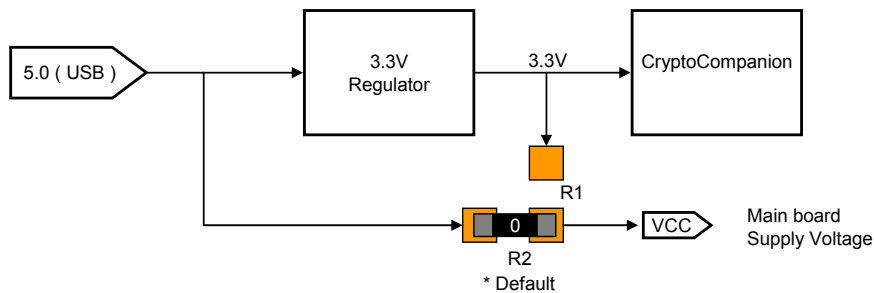 5.0 ( USB )
3.3V
Regulator
3.3V
CryptoCompanion
R1
0
R2
* Default
VCC
Main board
Supply Voltage